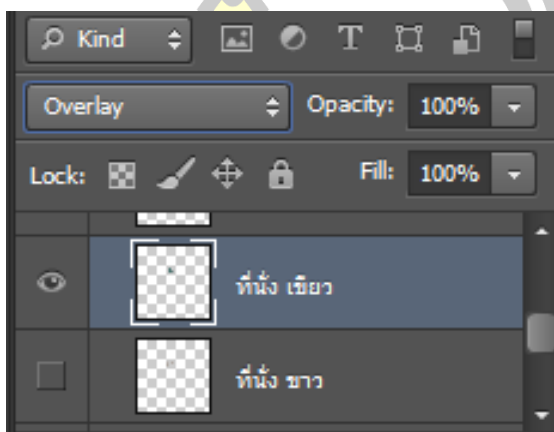 Kind T
Overlay Opacity: 100%
Lock: Fill: 100%
ที่นั่ง เขียว
ที่นั่ง ขาว